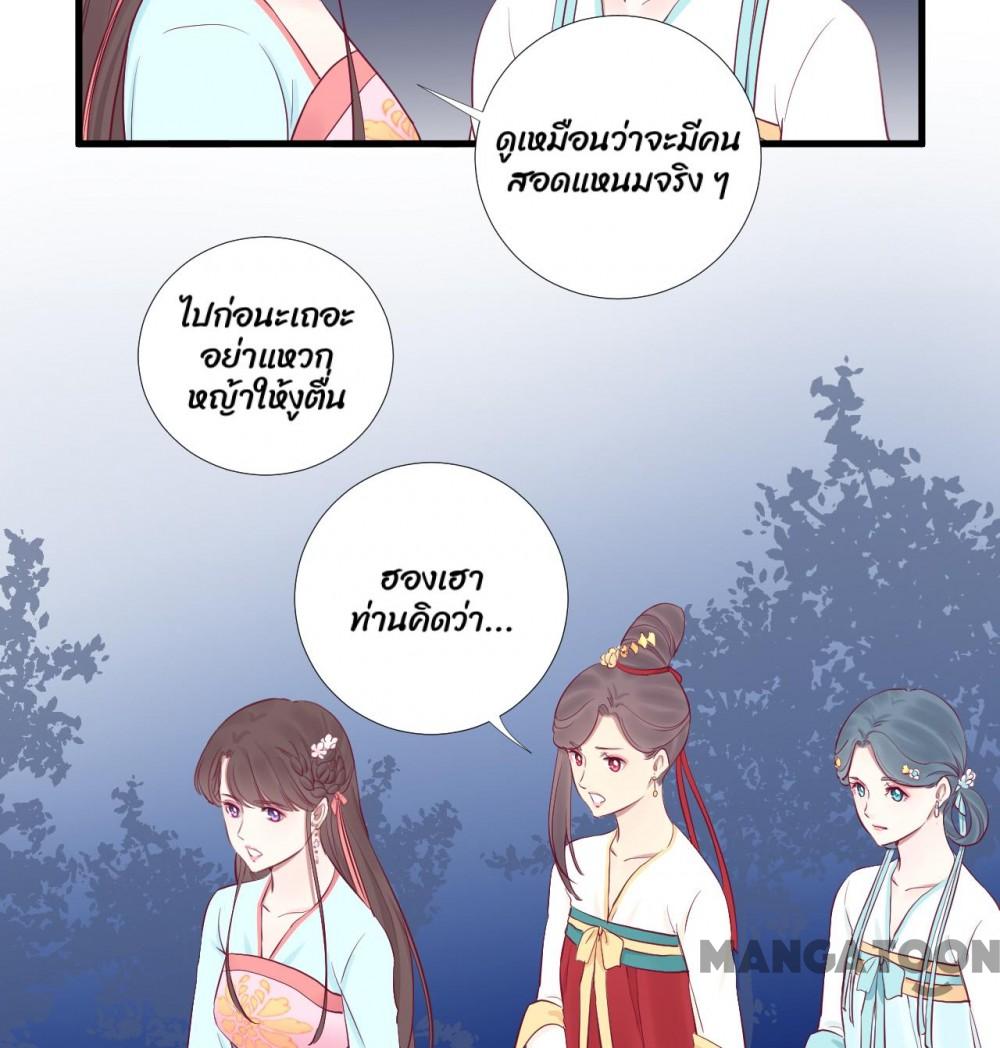 ดูเหมือนว่าจะมีคน
สอดแหนมจริง ๆ
ไปก่อนนะเถอะ
อย่าแหวก
หญ้าให้งูตื่น
ฮองเฮา
ท่านคิดว่า...
MANGATOON